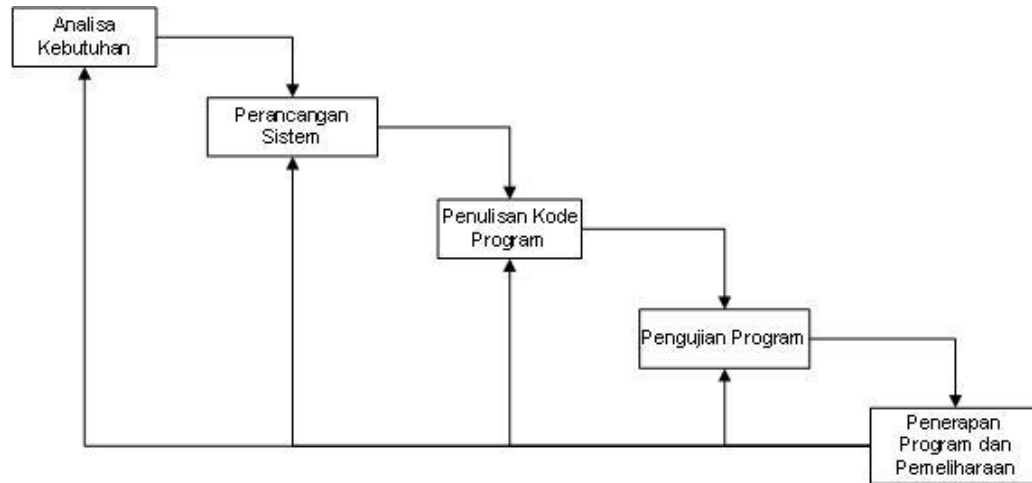 Analisa
Kebutuhan
Perancangan
Sistem
Penulisan Kode
Program
Pengujian Program
Penerapan
Program dan
Pemeliharaan